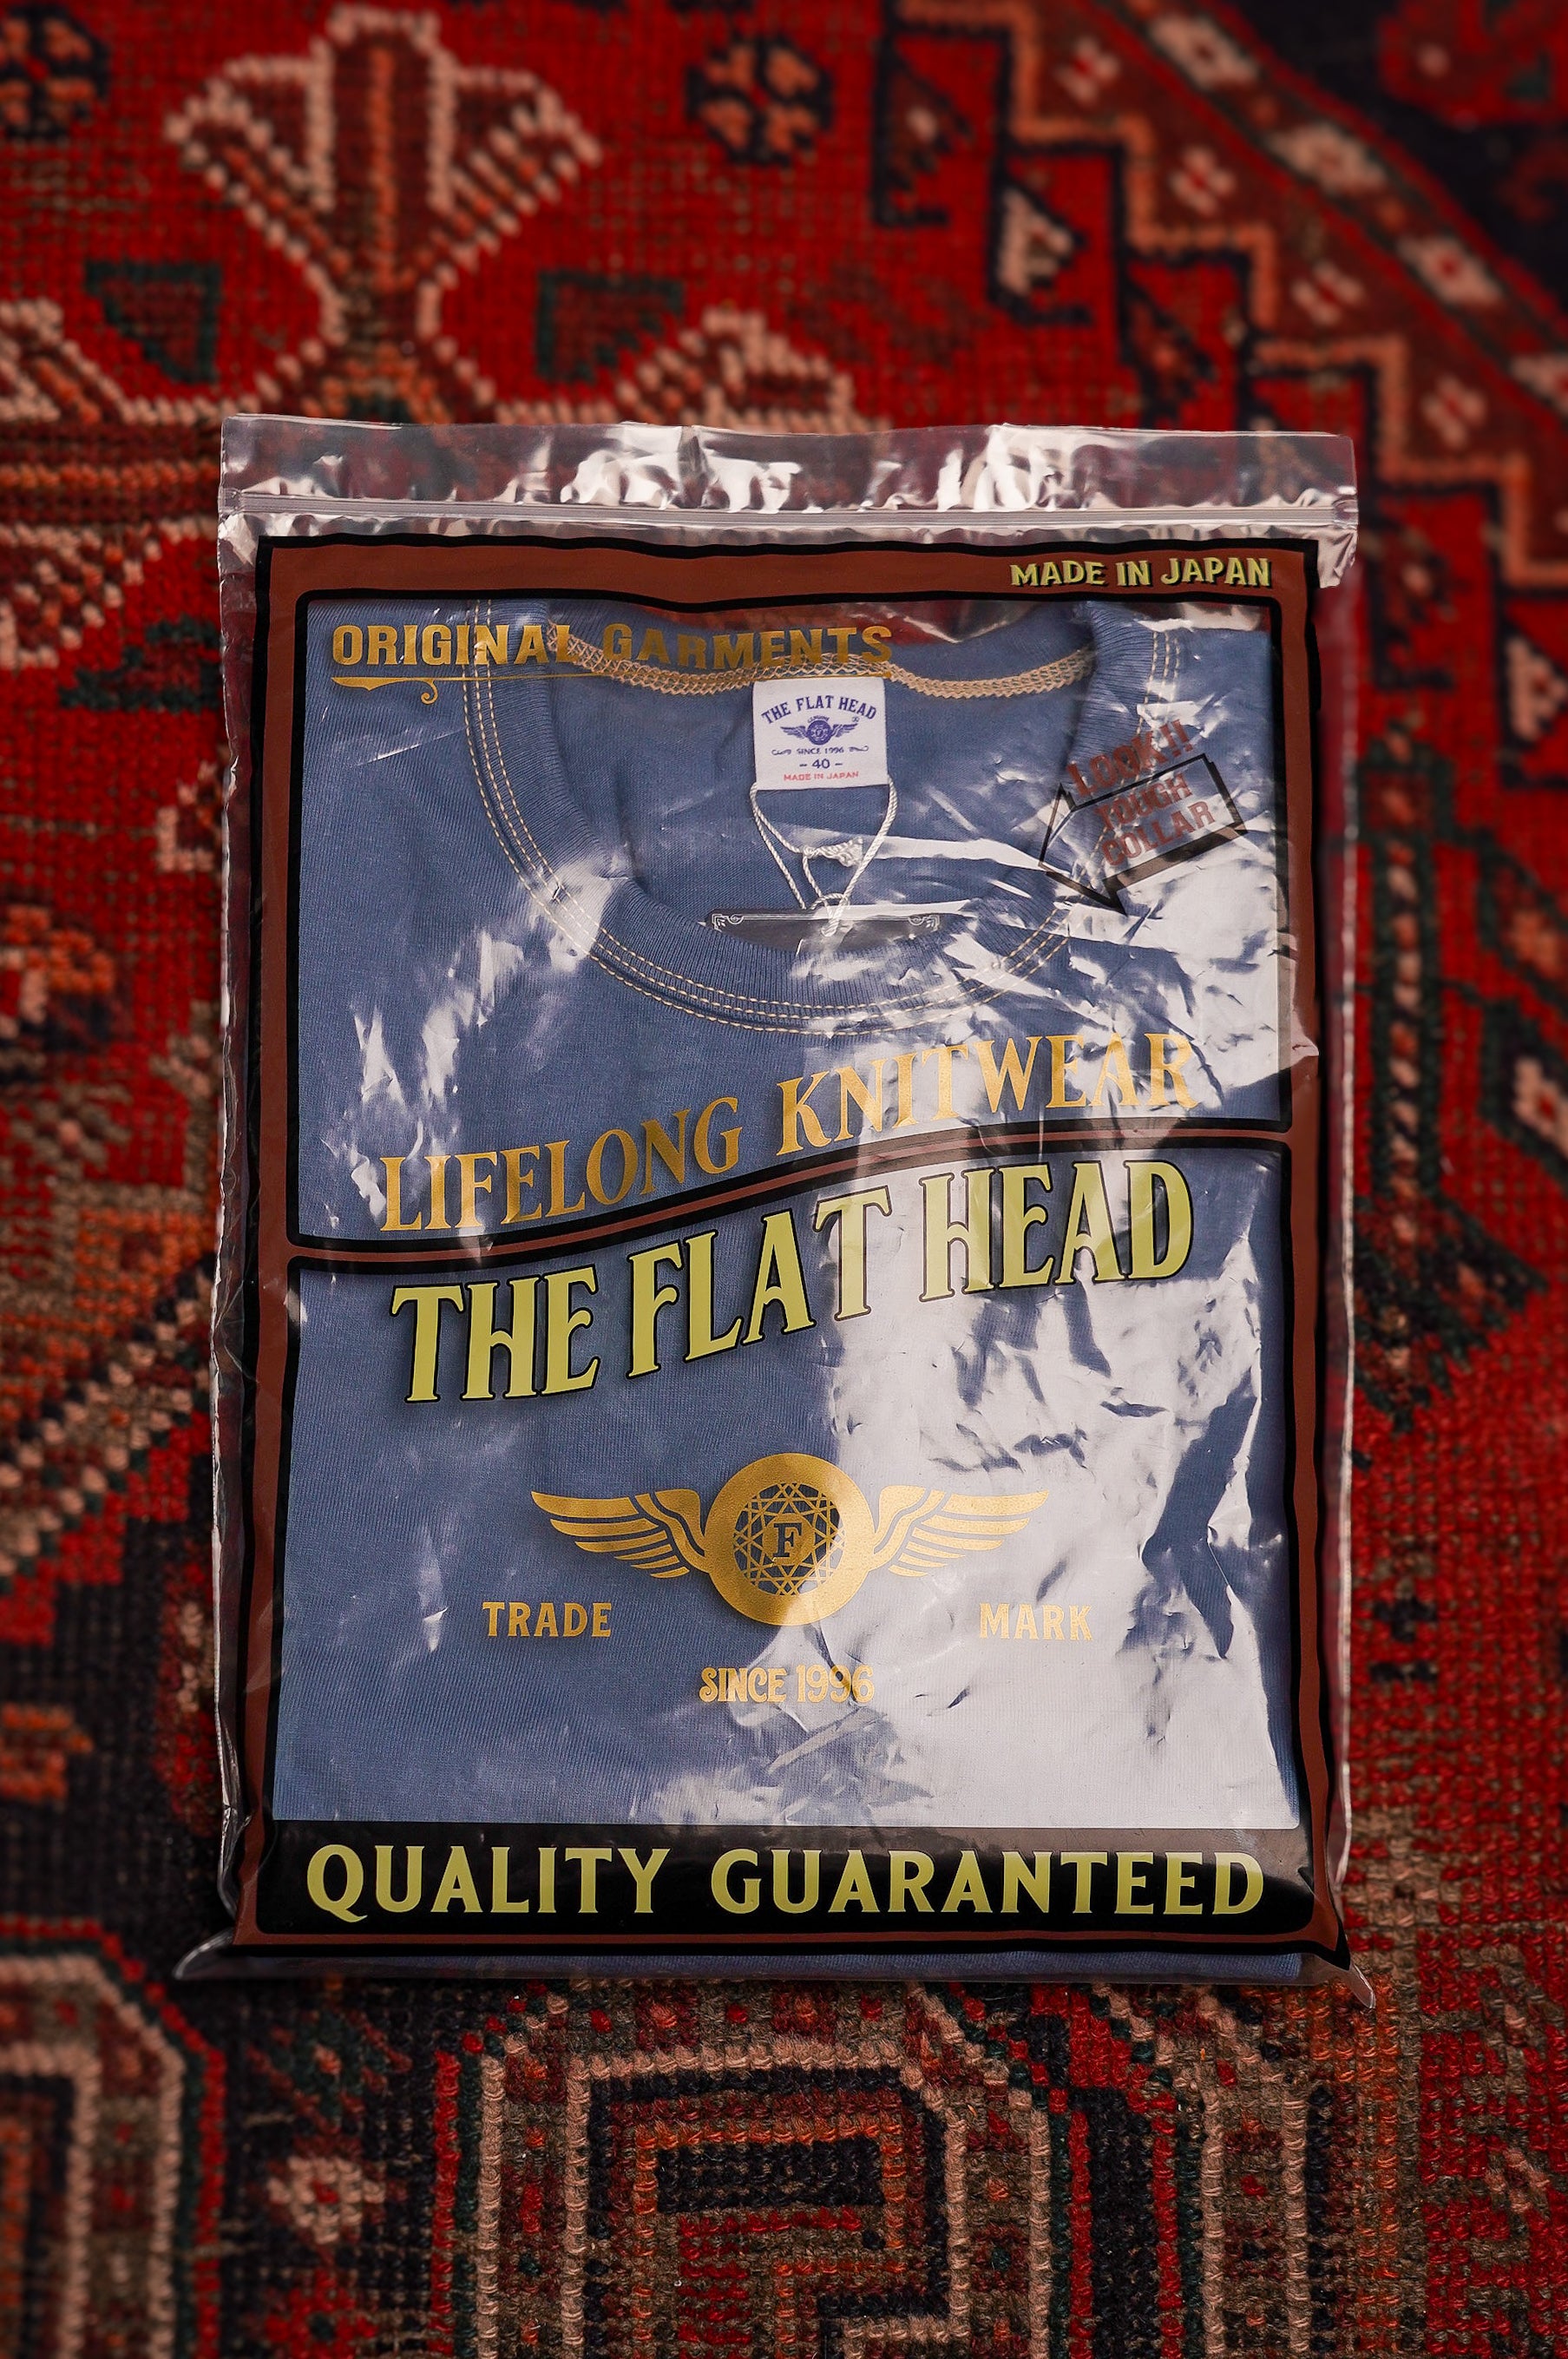 MADE IN JAPAN
ORIGINAL GARMENTS
THE FLAT HEAD
SINCE 1996
- 40 -
MADE IN JAPAN
LOOK!!
TOUGH
COLLAR
LIFELONG KNITWEAR
THE FLAT HEAD
F
TRADE MARK
SINCE 1996
QUALITY GUARANTEED